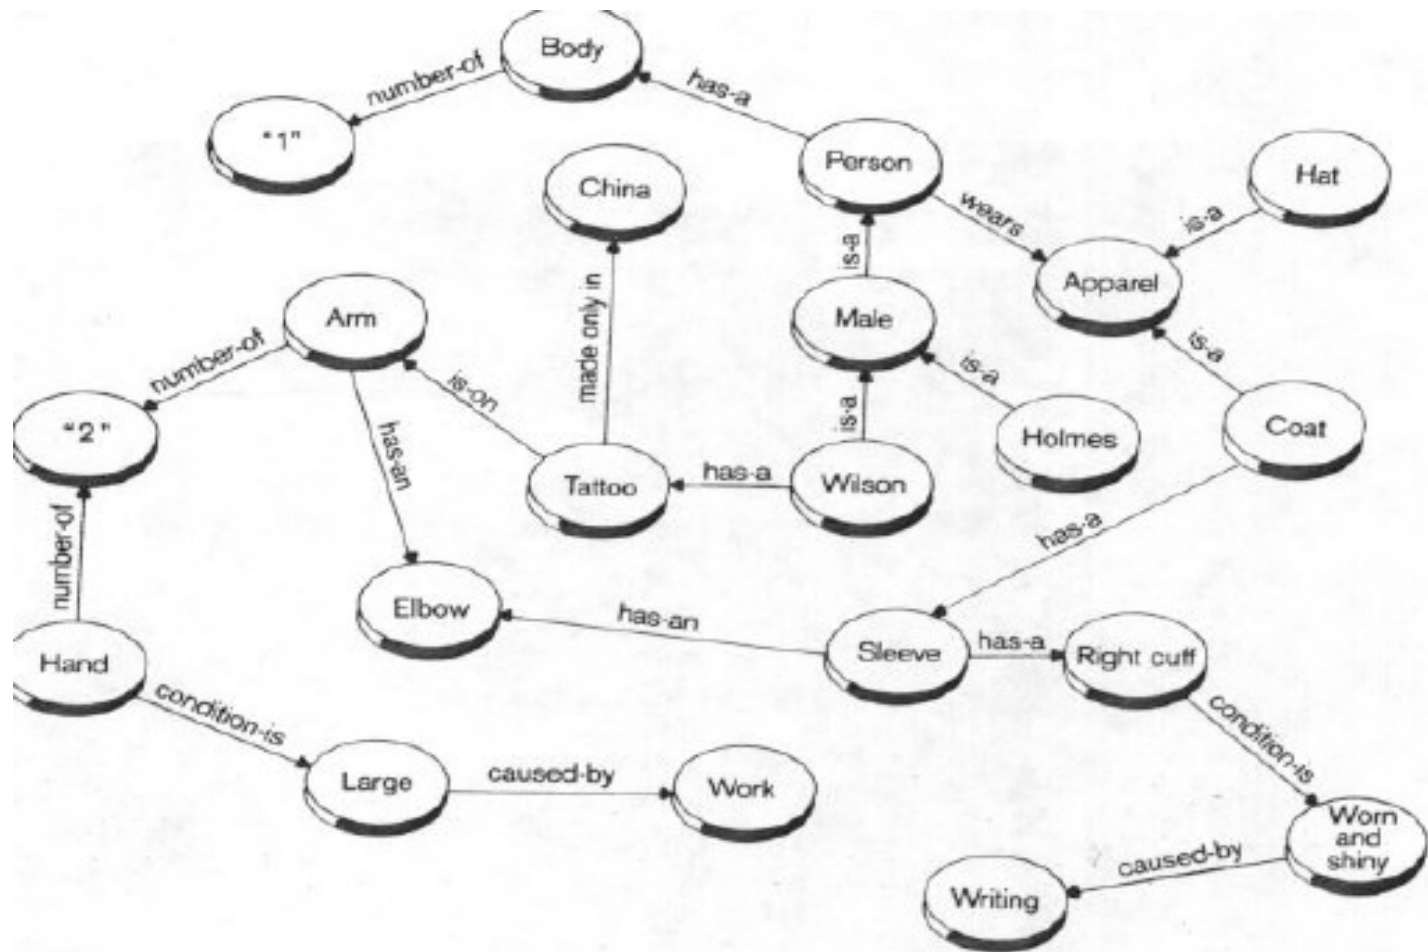 Body
number-of
has-a
"1"
Person
Hat
China
wears
is-a
is-a
Apparel
Arm
made only in
Male
number-of
is-on
is-a
is-a
"2"
has-an
is-a
Holmes
Coat
Tattoo
has-a
Wilson
has-a
number-of
Elbow
has-an
Hand
Sleeve
has-a
Right cuff
condition-is
condition-is
Large
caused-by
Work
Worn
and
shiny
caused-by
Writing